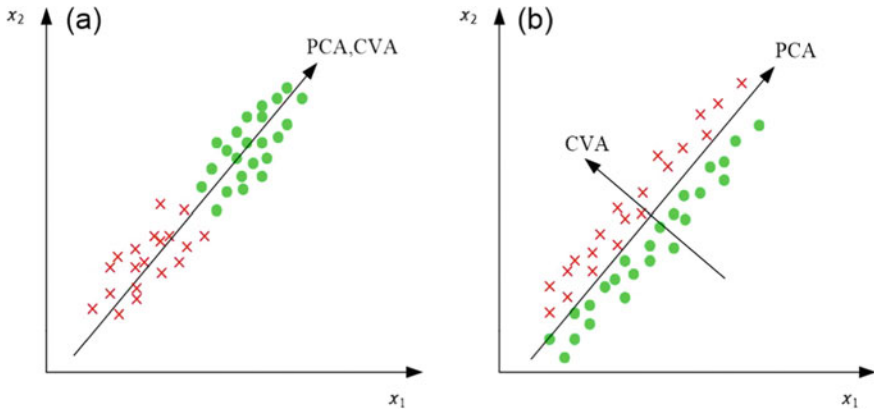 x₂
(a)
PCA,CVA
x₁
x₂
(b)
PCA
CVA
x₁